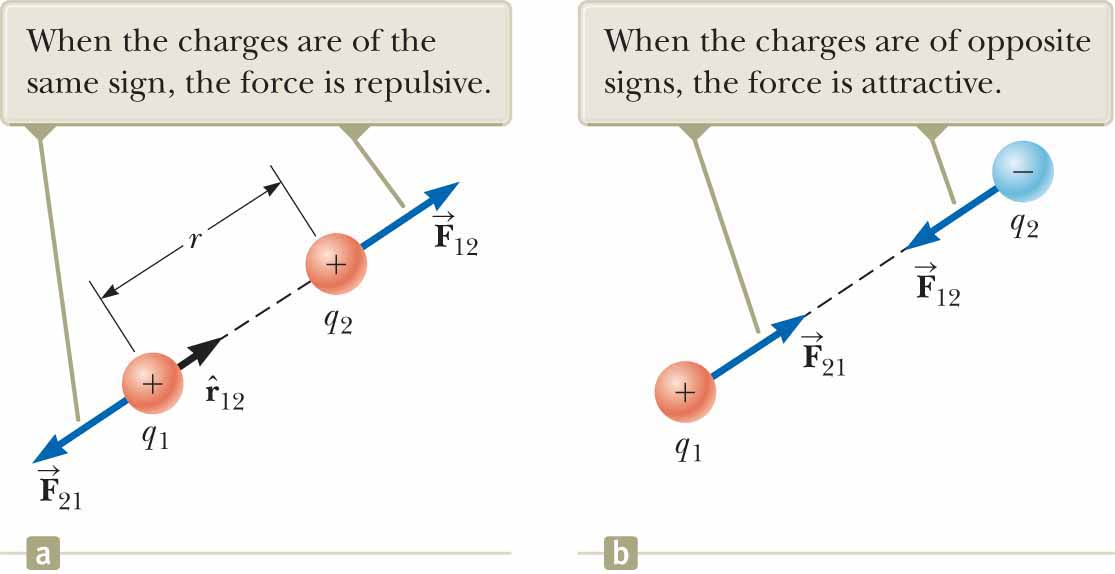 When the charges are of the
same sign, the force is repulsive.
r
F⃗12
+
q2
+
r̂12
q1
F⃗21
a
When the charges are of opposite
signs, the force is attractive.
−
q2
F⃗12
F⃗21
+
q1
b